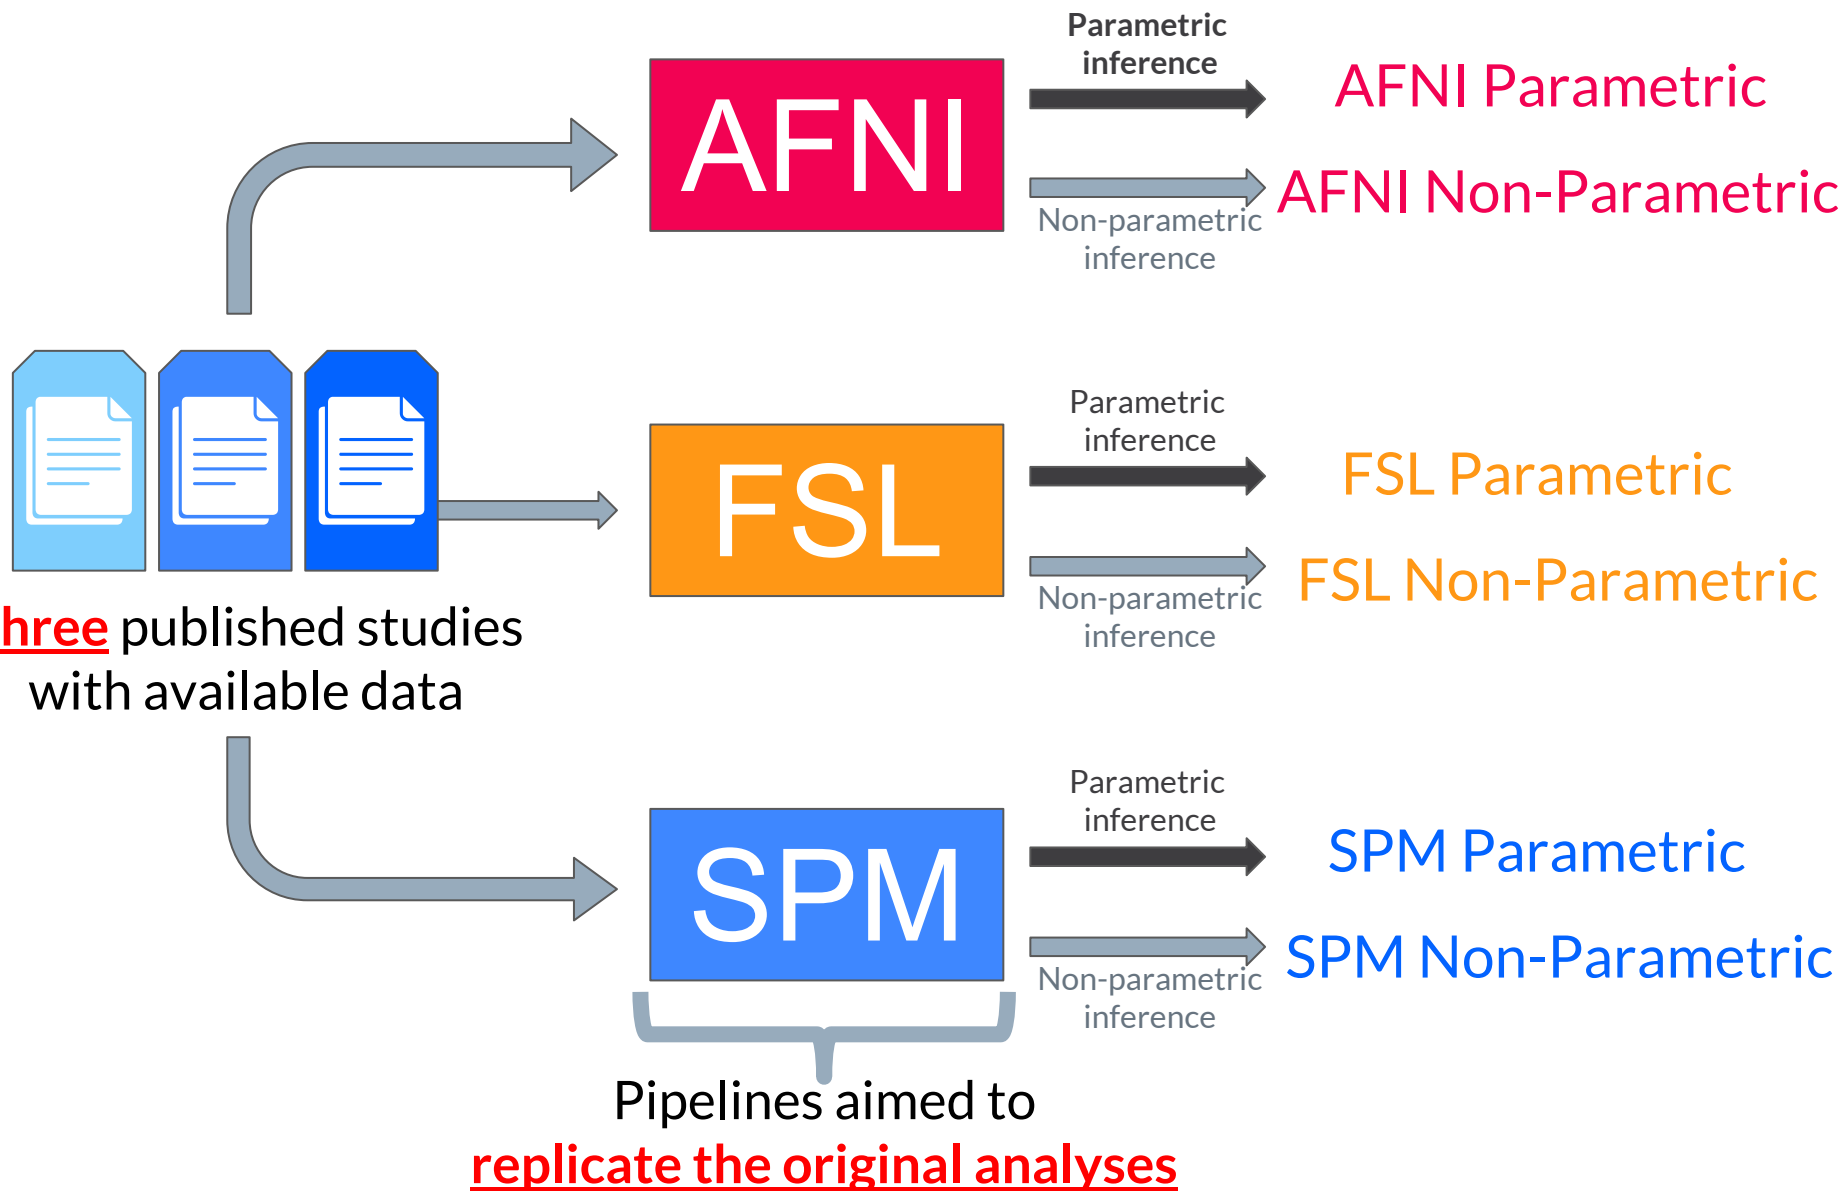 Parametric
inference
AFNI
AFNI Parametric
AFNI Non-Parametric
Non-parametric
inference
Parametric
inference
FSL
FSL Parametric
FSL Non-Parametric
Non-parametric
inference
hree published studies
with available data
Parametric
inference
SPM
SPM Parametric
SPM Non-Parametric
Non-parametric
inference
Pipelines aimed to
replicate the original analyses